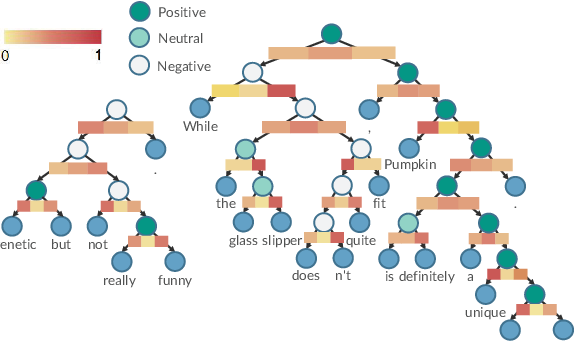 Positive
0 1
Neutral
Negative
While
,
.
Pumpkin
the
fit
.
enetic but not
glass slipper
quite
does n't
is definitely
a
really funny
unique